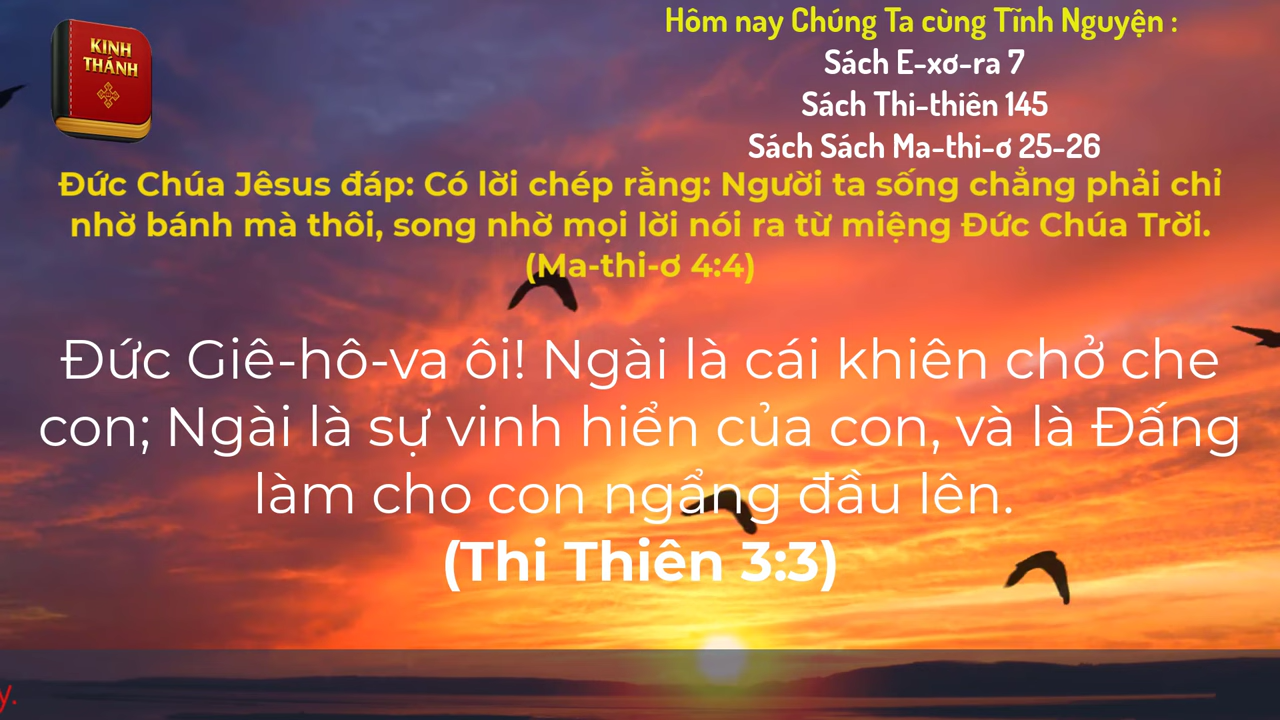 KINH
THÁNH
Hôm nay Chúng Ta cùng Tĩnh Nguyện :
Sách E-xơ-ra 7
Sách Thi-thiên 145
Sách Sách Ma-thi-ơ 25-26
Đức Chúa Jêsus đáp: Có lời chép rằng: Người ta sống chẳng phải chỉ
nhờ bánh mà thôi, song nhờ mọi lời nói ra từ miệng Đức Chúa Trời.
(Ma-thi-ơ 4:4)
Đức Giê-hô-va ôi! Ngài là cái khiên chở che
con; Ngài là sự vinh hiển của con, và là Đấng
làm cho con ngẩng đầu lên.
(Thi Thiên 3:3)